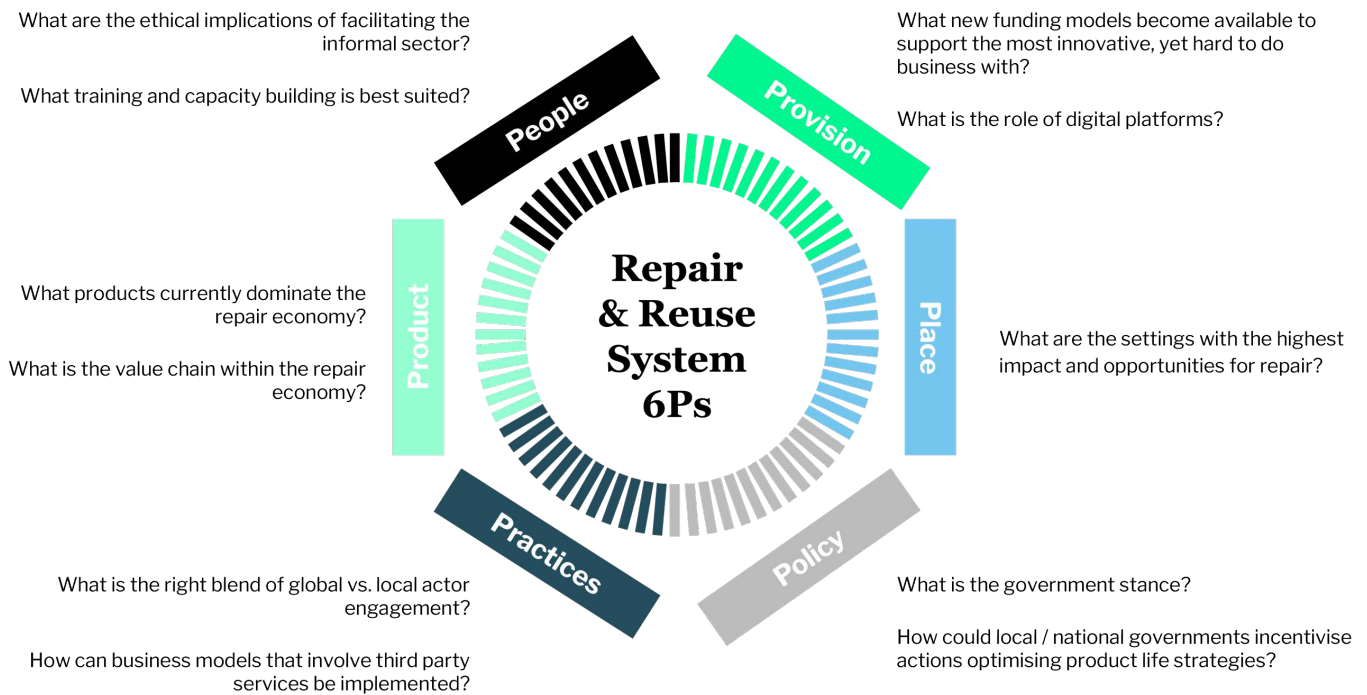 What are the ethical implications of facilitating the
informal sector?
What training and capacity building is best suited?
People
Provision
What new funding models become available to
support the most innovative, yet hard to do
business with?
What is the role of digital platforms?
What products currently dominate the
repair economy?
What is the value chain within the repair
economy?
Product
Repair
& Reuse
System
6Ps
Place
What are the settings with the highest
impact and opportunities for repair?
Practices
What is the right blend of global vs. local actor
engagement?
How can business models that involve third party
services be implemented?
Policy
What is the government stance?
How could local / national governments incentivise
actions optimising product life strategies?